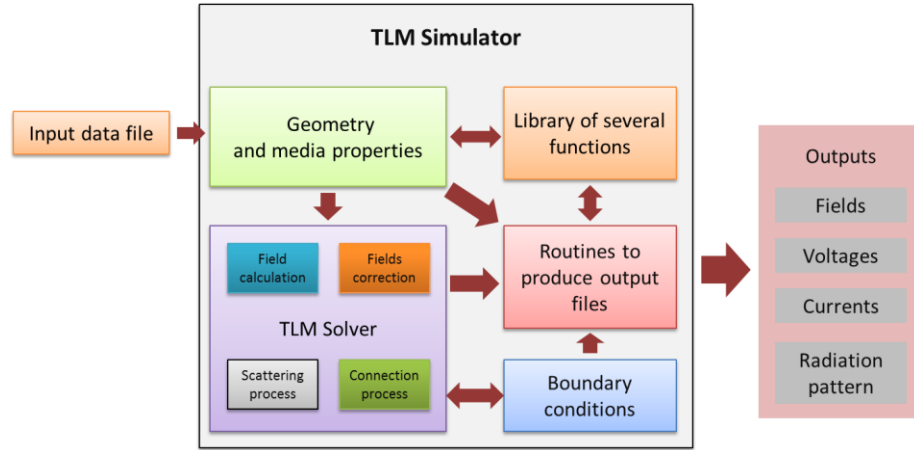 TLM Simulator
Input data file
Geometry
and media properties
Library of several
functions
Field
calculation
Fields
correction
TLM Solver
Scattering
process
Connection
process
Routines to
produce output
files
Boundary
conditions
Outputs
Fields
Voltages
Currents
Radiation
pattern